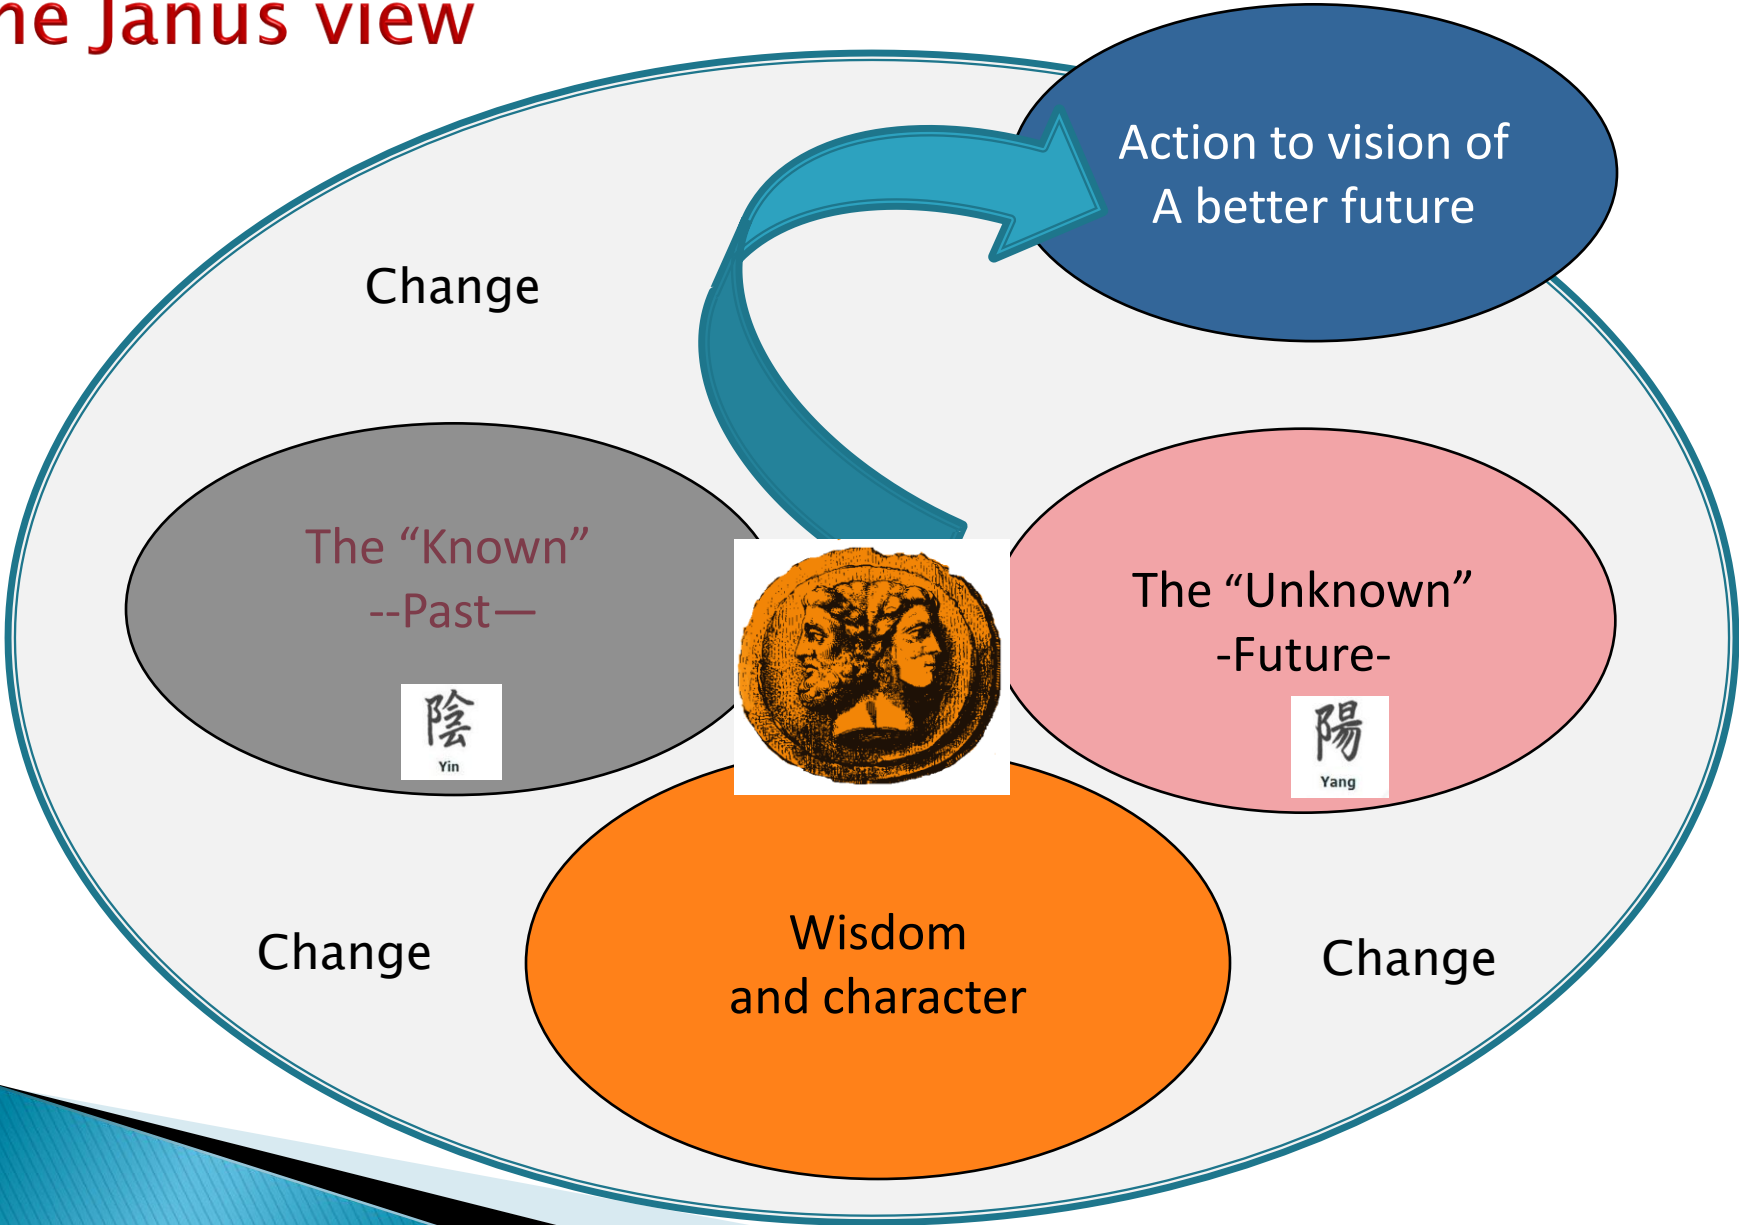 he Janus view
Action to vision of
A better future
Change
The “Known”
--Past—
陰
Yin
The “Unknown”
-Future-
陽
Yang
Wisdom
and character
Change
Change